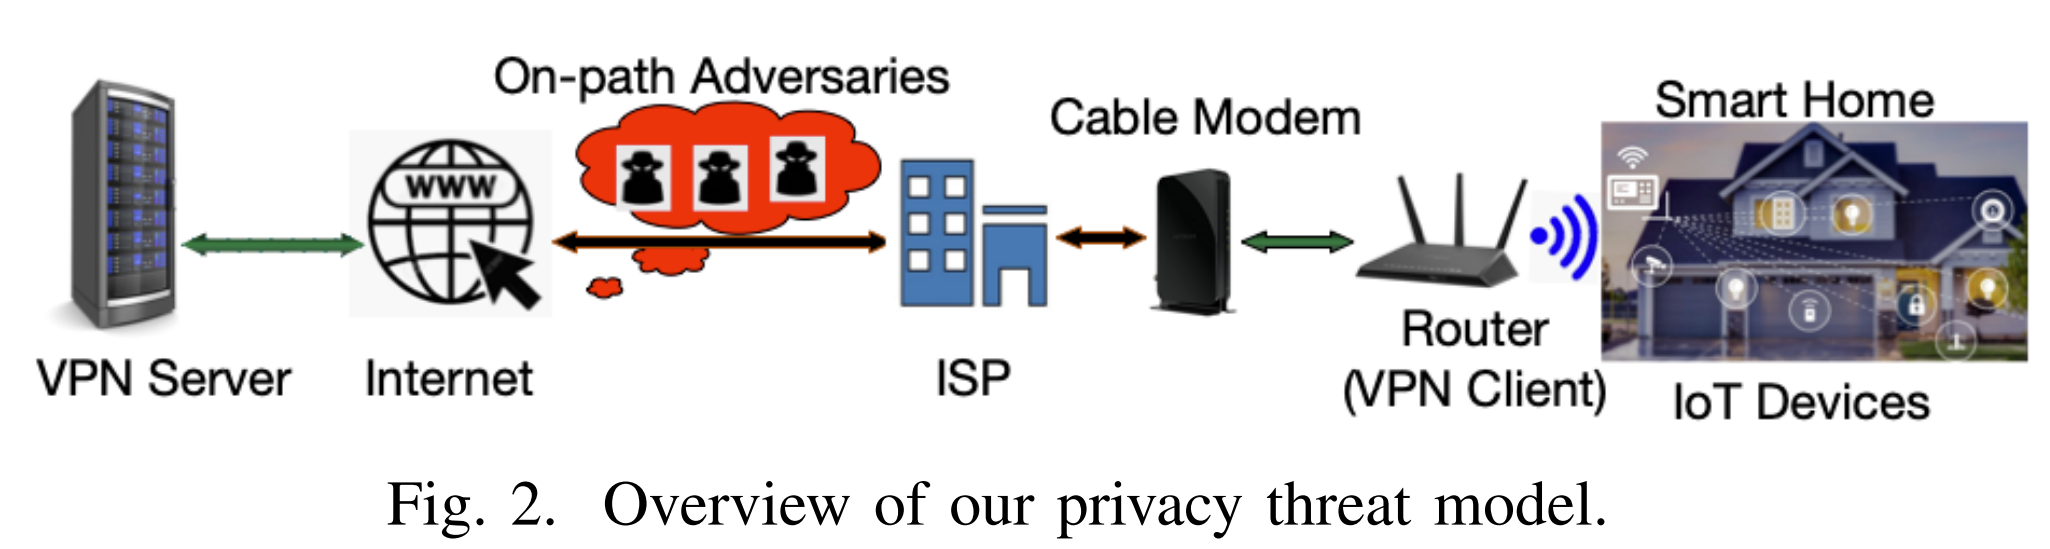 On-path Adversaries
Cable Modem
Smart Home
WWW
VPN Server
Internet
ISP
Router
(VPN Client)
IoT Devices
Fig. 2. Overview of our privacy threat model.